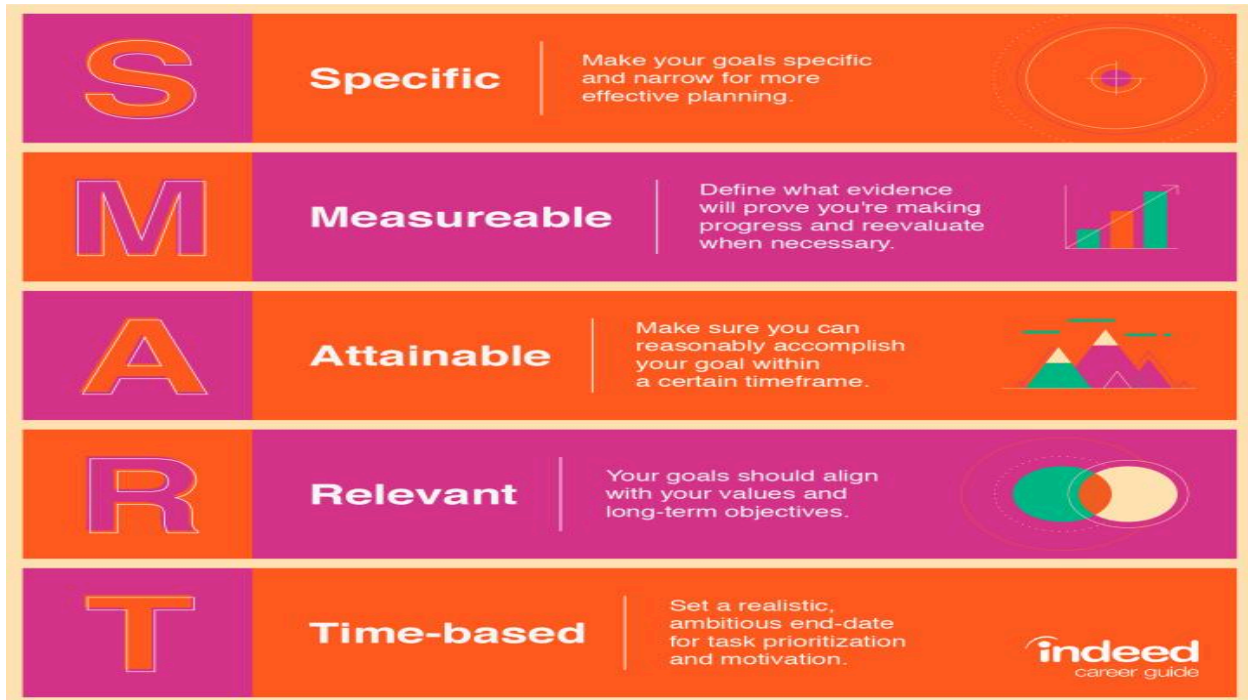 S
Specific
Make your goals specific
and narrow for more
effective planning.
M
Measureable
Define what evidence
will prove you're making
progress and reevaluate
when necessary.
A
Attainable
Make sure you can
reasonably accomplish
your goal within
a certain timeframe.
R
Relevant
Your goals should align
with your values and
long-term objectives.
T
Time-based
Set a realistic,
ambitious end-date
for task prioritization
and motivation.
indeed
career guide